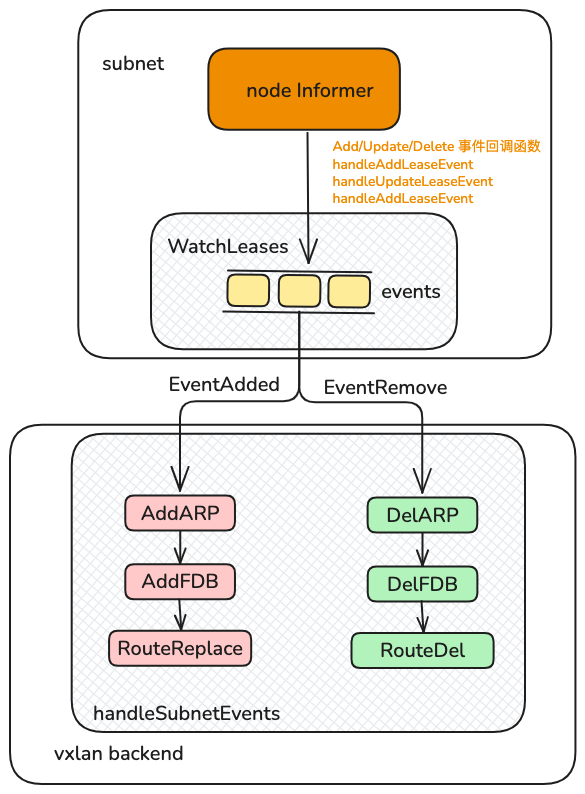 subnet
node Informer
Add/Update/Delete 事件回调函数
handleAddLeaseEvent
handleUpdateLeaseEvent
handleAddLeaseEvent
WatchLeases
events
EventAdded
EventRemove
AddARP
DelARP
AddFDB
DelFDB
RouteReplace
RouteDel
handleSubnetEvents
vxlan backend